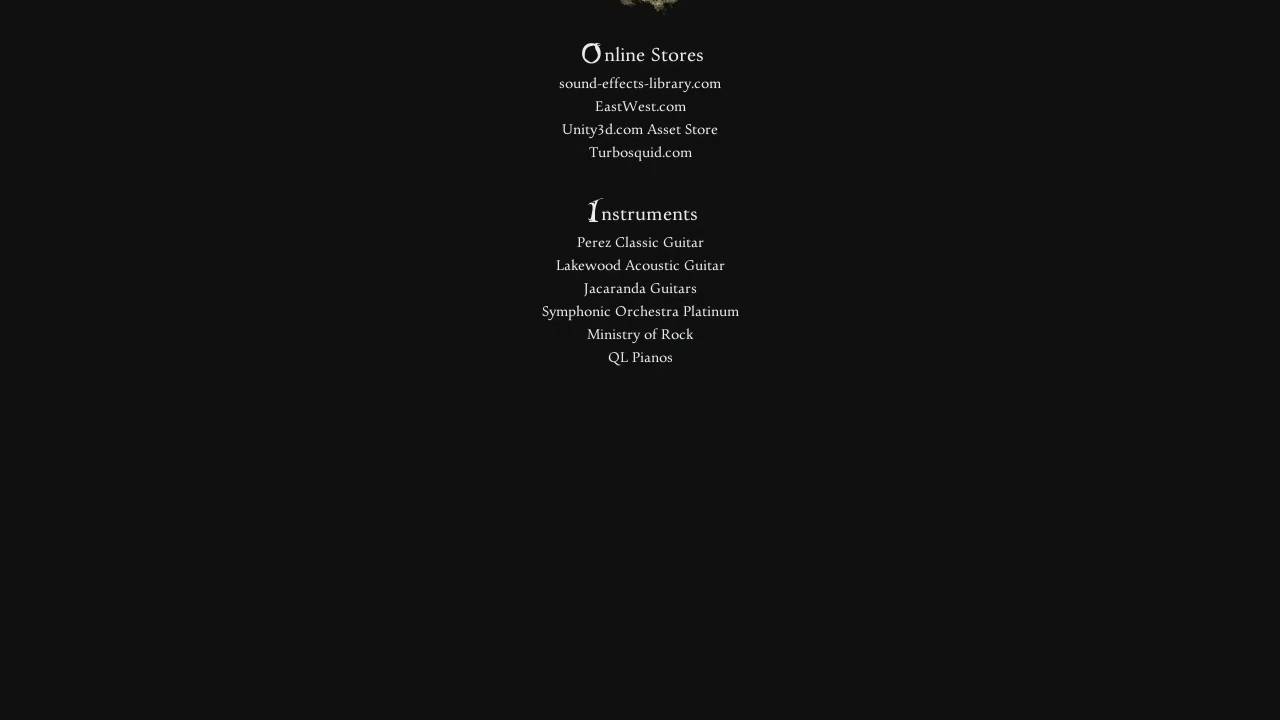 Online Stores
sound-effects-library.com
EastWest.com
Unity3d.com Asset Store
Turbosquid.com
Instruments
Perez Classic Guitar
Lakewood Acoustic Guitar
Jacaranda Guitars
Symphonic Orchestra Platinum
Ministry of Rock
QL Pianos